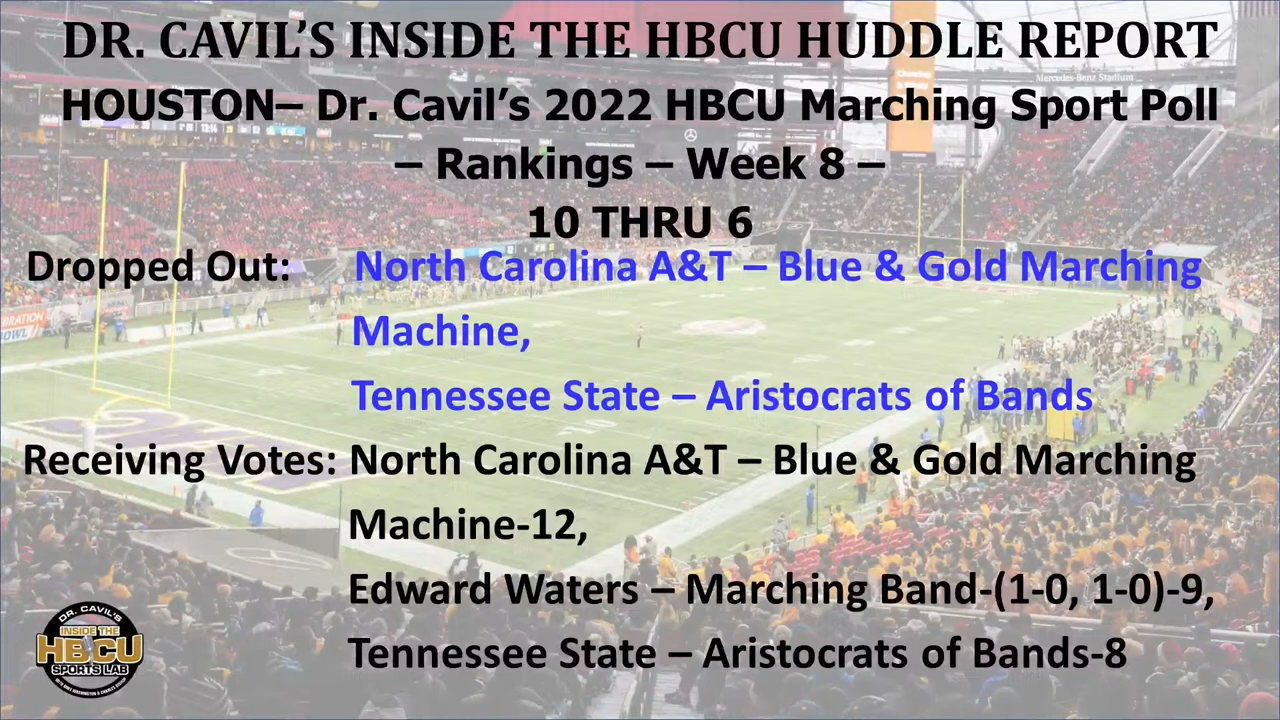 DR. CAVIL'S INSIDE THE HBCU HUDDLE REPORT
Mercedes-Benz Stadium
HOUSTON– Dr. Cavil's 2022 HBCU Marching Sport Poll
– Rankings – Week 8 –
10 THRU 6
Dropped Out: North Carolina A&T – Blue & Gold Marching
Machine,
Tennessee State – Aristocrats of Bands
Receiving Votes: North Carolina A&T – Blue & Gold Marching
Machine-12,
Edward Waters – Marching Band-(1-0, 1-0)-9,
Tennessee State – Aristocrats of Bands-8
DR. CAVIL'S
INSIDE THE
HBCU
SPORTS LAB